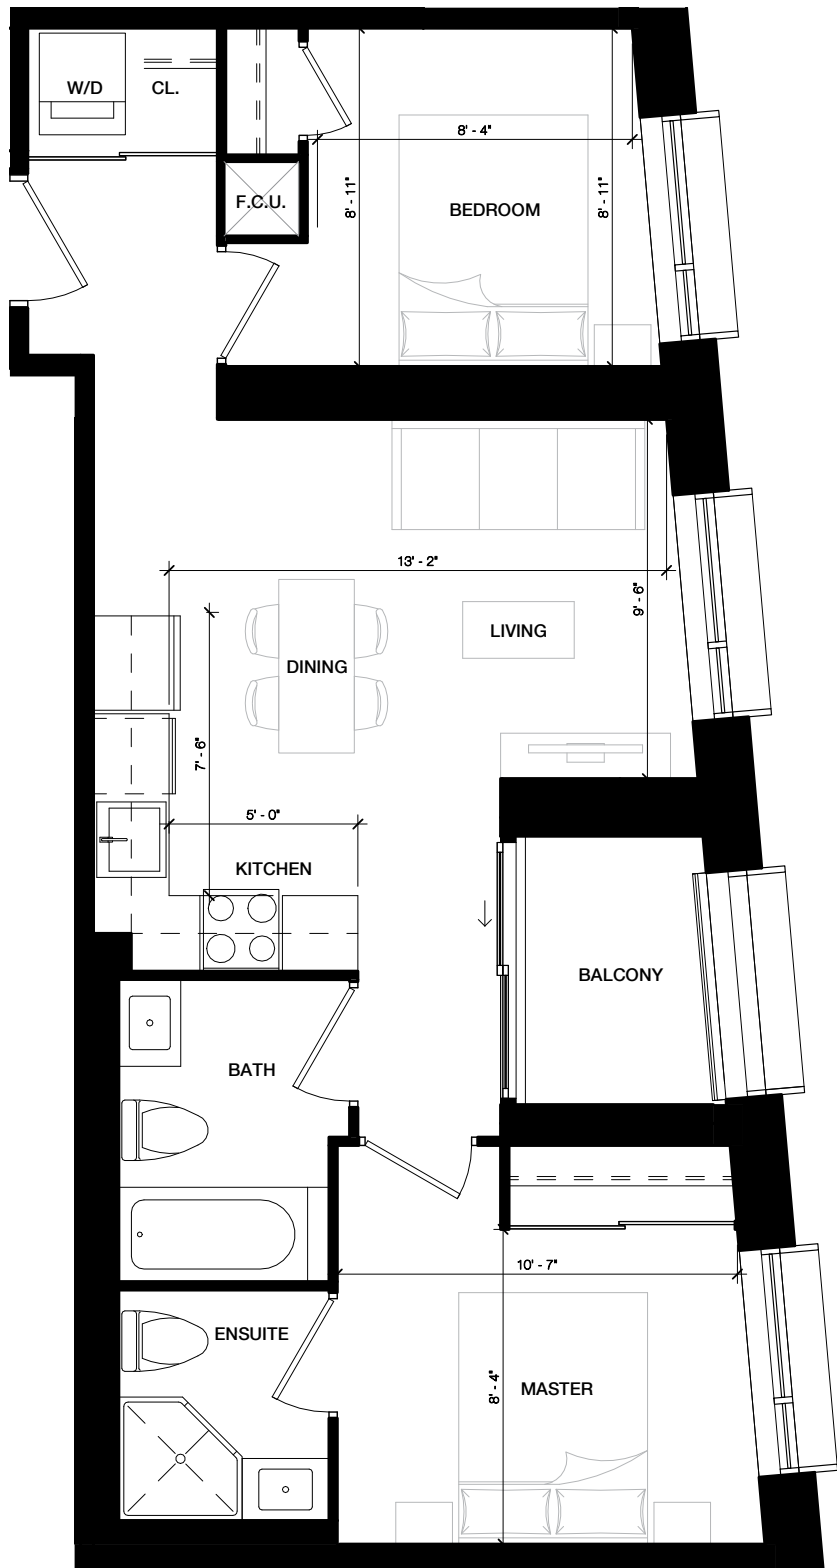 W/D
CL.
8' - 4"
F.C.U.
8' - 11"
BEDROOM
8' - 11"
13' - 2"
9' - 6"
LIVING
DINING
7' - 6"
5' - 0"
KITCHEN
BALCONY
BATH
10' - 7"
ENSUITE
8' - 4"
MASTER